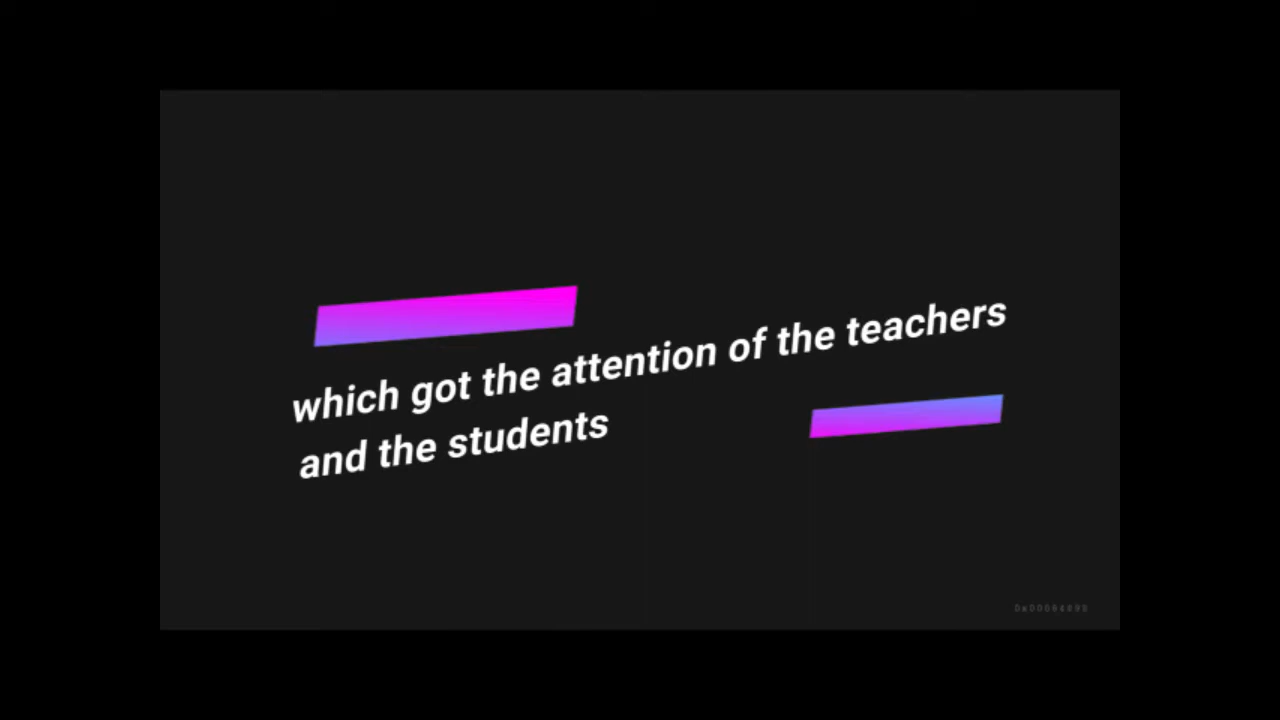 which got the attention of the teachers
and the students